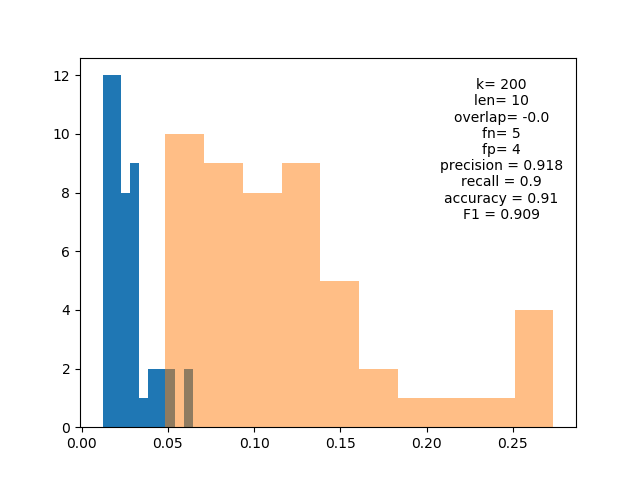 12
10
8
6
4
2
0
k= 200
len= 10
overlap= -0.0
fn= 5
fp= 4
precision = 0.918
recall = 0.9
accuracy = 0.91
F1 = 0.909
0.00 0.05 0.10 0.15 0.20 0.25